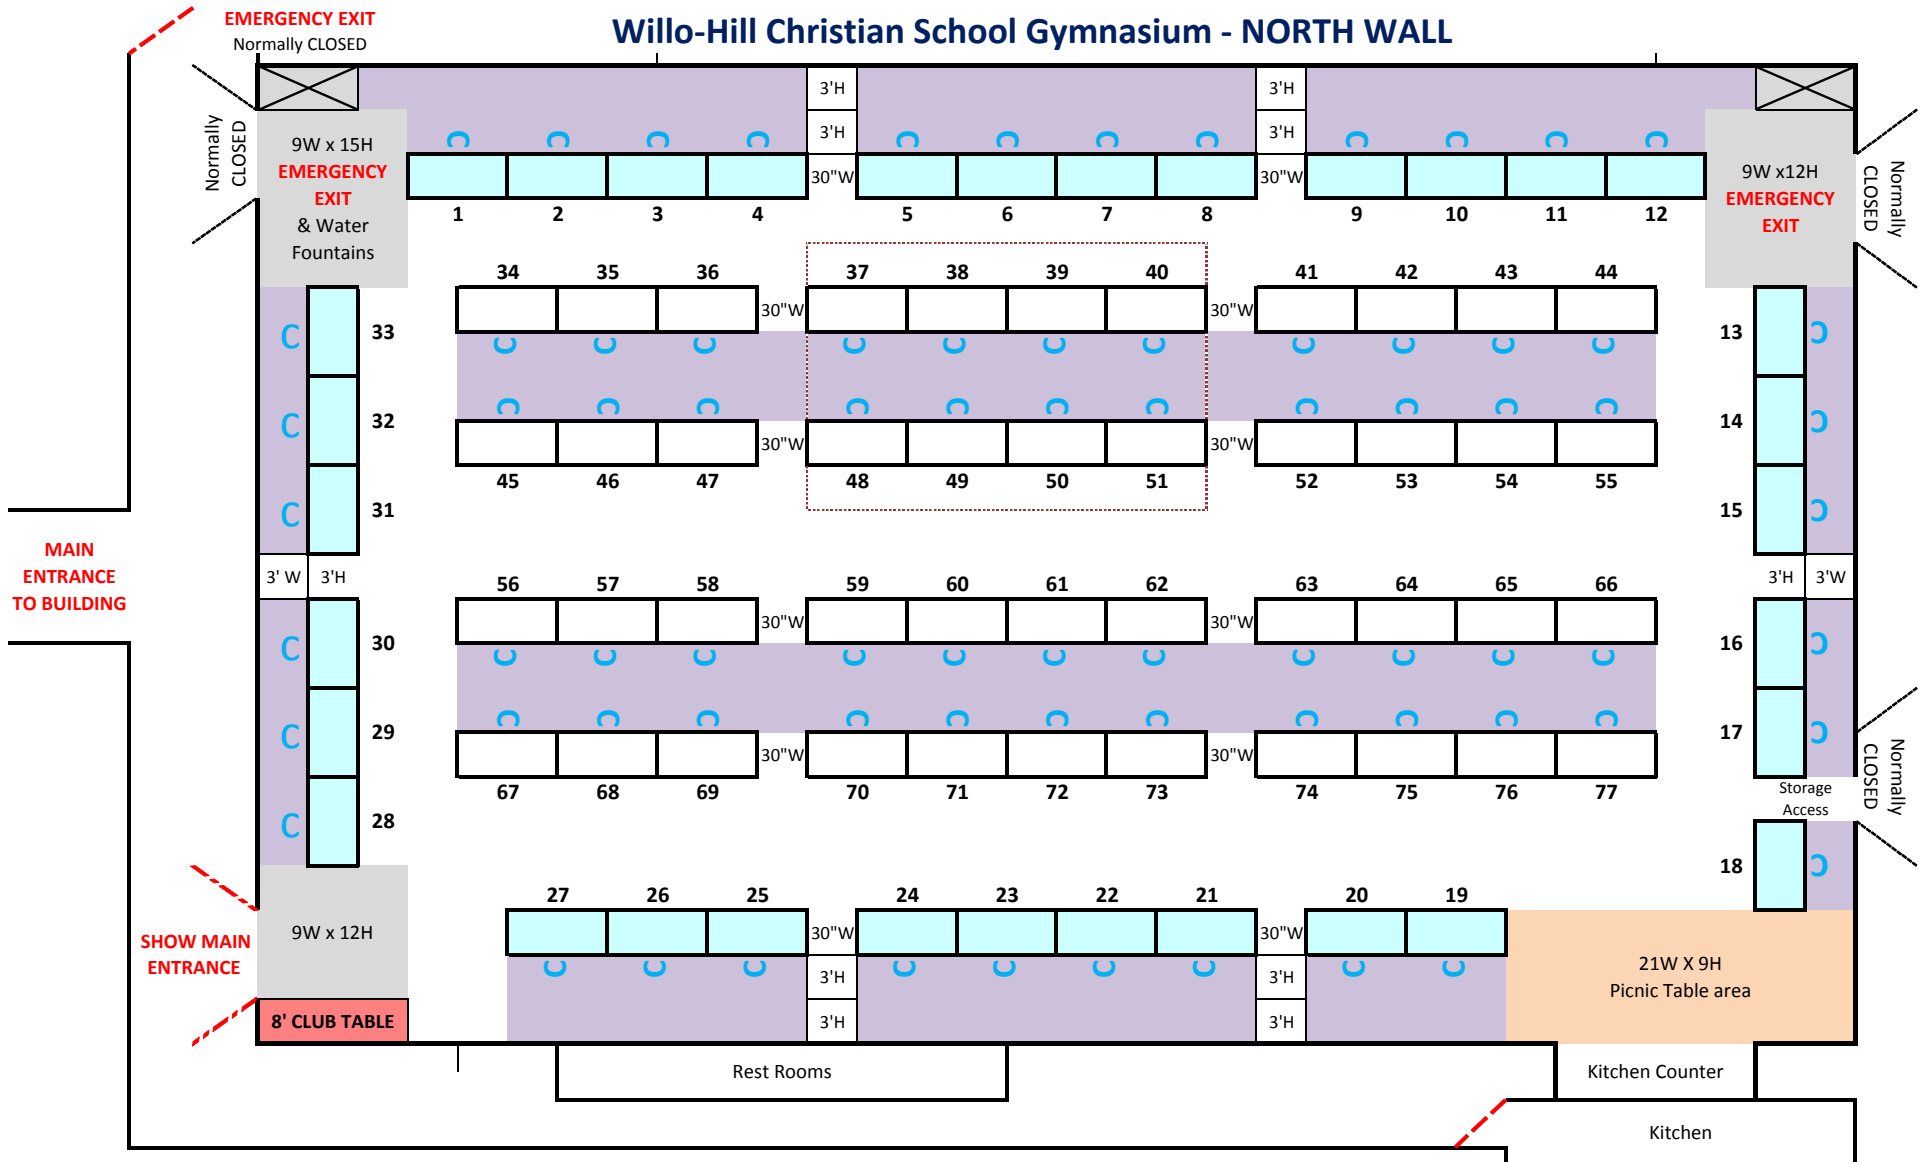 EMERGENCY EXIT
Normally CLOSED
Willo-Hill Christian School Gymnasium - NORTH WALL
Normally
CLOSED
9W x 15H
EMERGENCY
EXIT
& Water
Fountains
3'H
3'H
3'H
3'H
C C C C C C C C C C C C
30"W 30"W
1 2 3 4 5 6 7 8 9 10 11 12
9W x12H
EMERGENCY
EXIT
Normally
CLOSED
34 35 36 37 38 39 40 41 42 43 44
30"W 30"W
C 33 C C C C C C C C C C C 13 C
C 32 C C C C C C C C C C C 14 C
30"W 30"W
45 46 47 48 49 50 51 52 53 54 55
C 31 15 C
MAIN
ENTRANCE
TO BUILDING
3' W 3'H 3'H 3'W
56 57 58 59 60 61 62 63 64 65 66
30"W 30"W
C 30 C C C C C C C C C C C 16 C
C 29 C C C C C C C C C C C 17 C
30"W 30"W
67 68 69 70 71 72 73 74 75 76 77
Normally
CLOSED
Storage
Access
C 28 18 C
27 26 25 24 23 22 21 20 19
9W x 12H
SHOW MAIN
ENTRANCE
30"W 30"W
C C C C C C C C C
3'H 3'H
3'H 3'H
21W X 9H
Picnic Table area
8' CLUB TABLE
Rest Rooms
Kitchen Counter
Kitchen